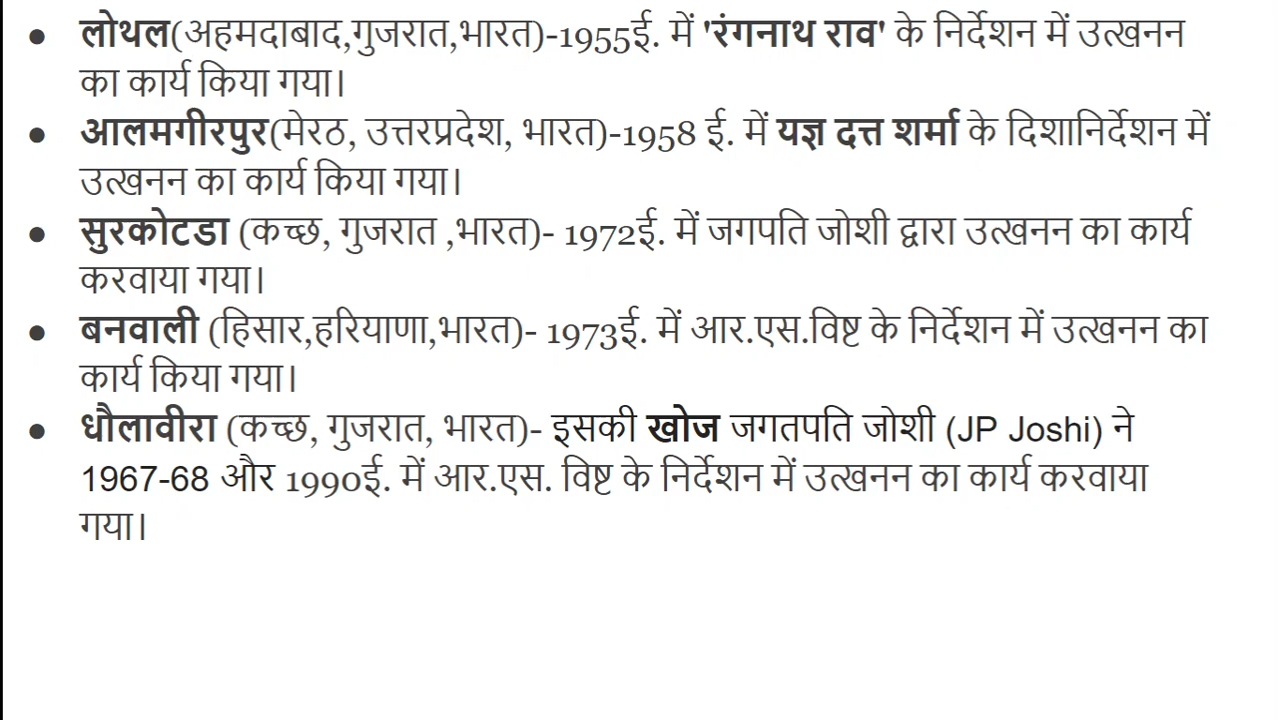 • लोथल(अहमदाबाद,गुजरात,भारत)-1955ई. में 'रंगनाथ राव' के निर्देशन में उत्खनन
का कार्य किया गया।
• आलमगीरपुर(मेरठ, उत्तरप्रदेश, भारत)-1958 ई. में यज्ञ दत्त शर्मा के दिशानिर्देशन में
उत्खनन का कार्य किया गया।
• सुरकोटडा (कच्छ, गुजरात ,भारत)- 1972ई. में जगपति जोशी द्वारा उत्खनन का कार्य
करवाया गया।
• बनवाली (हिसार,हरियाणा,भारत)- 1973ई. में आर.एस.विष्ट के निर्देशन में उत्खनन का
कार्य किया गया।
• धौलावीरा (कच्छ, गुजरात, भारत)- इसकी खोज जगतपति जोशी (JP Joshi) ने
1967-68 और 1990ई. में आर.एस. विष्ट के निर्देशन में उत्खनन का कार्य करवाया
गया।